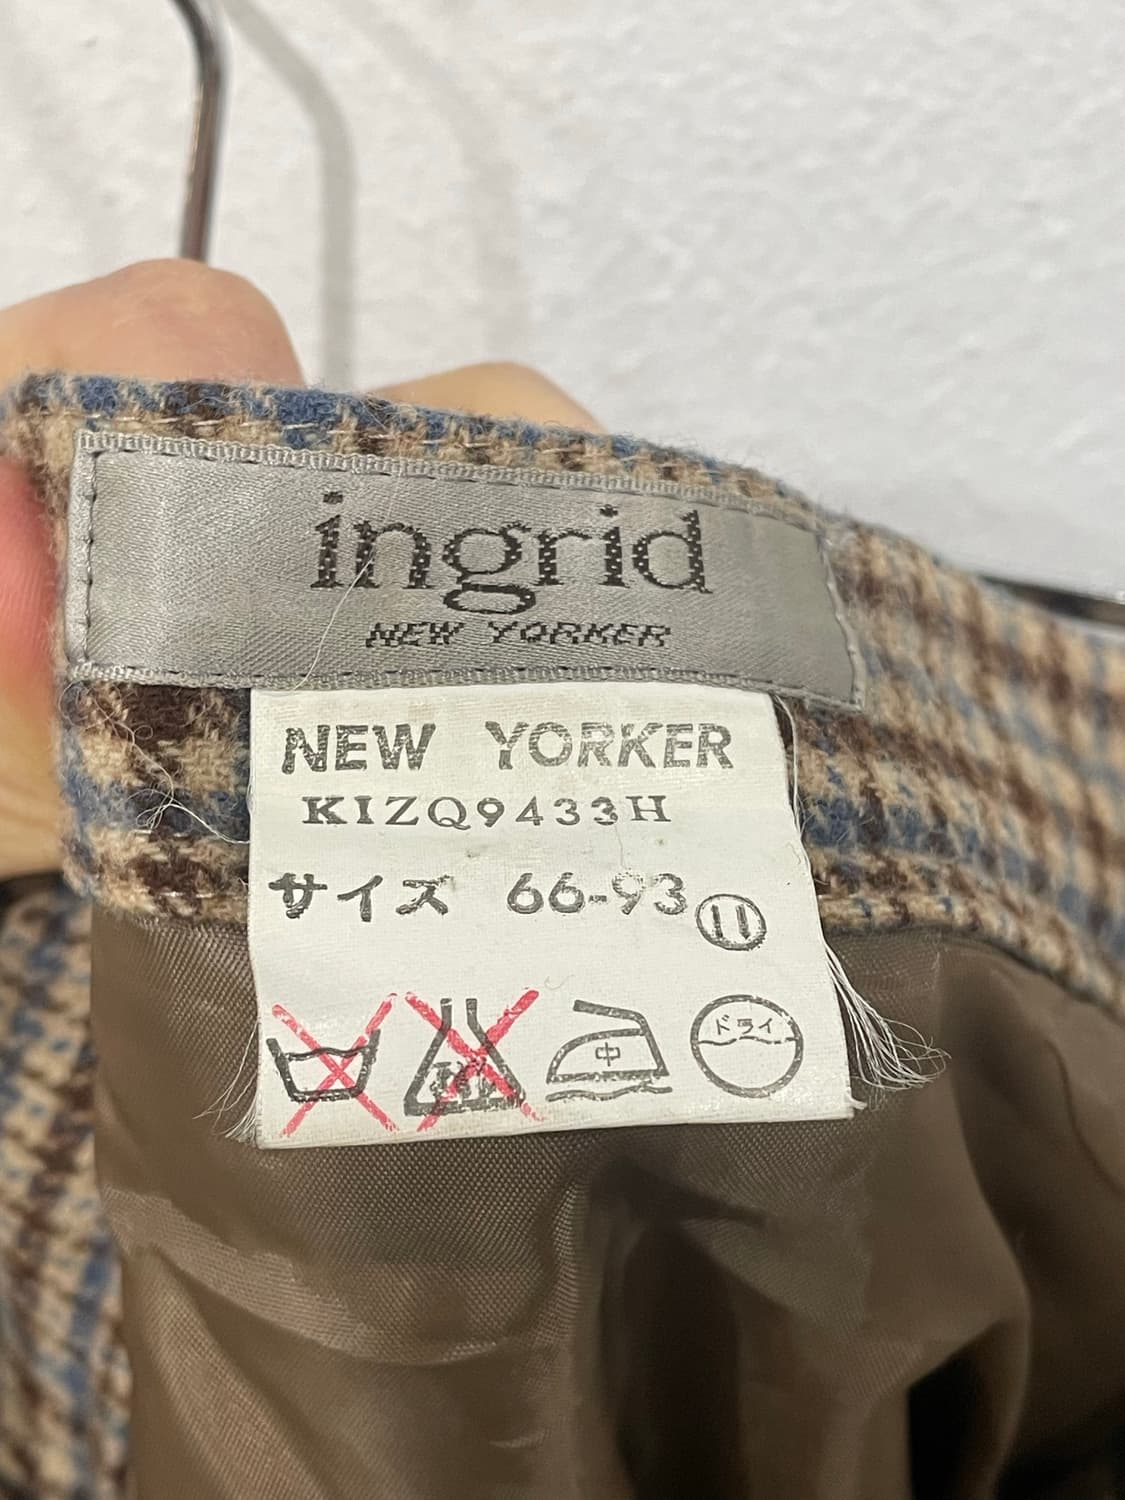 ingrid
NEW YORKER
NEW YORKER
KIZQ9433H
サイズ 66-93 ⑪
中 ドライ